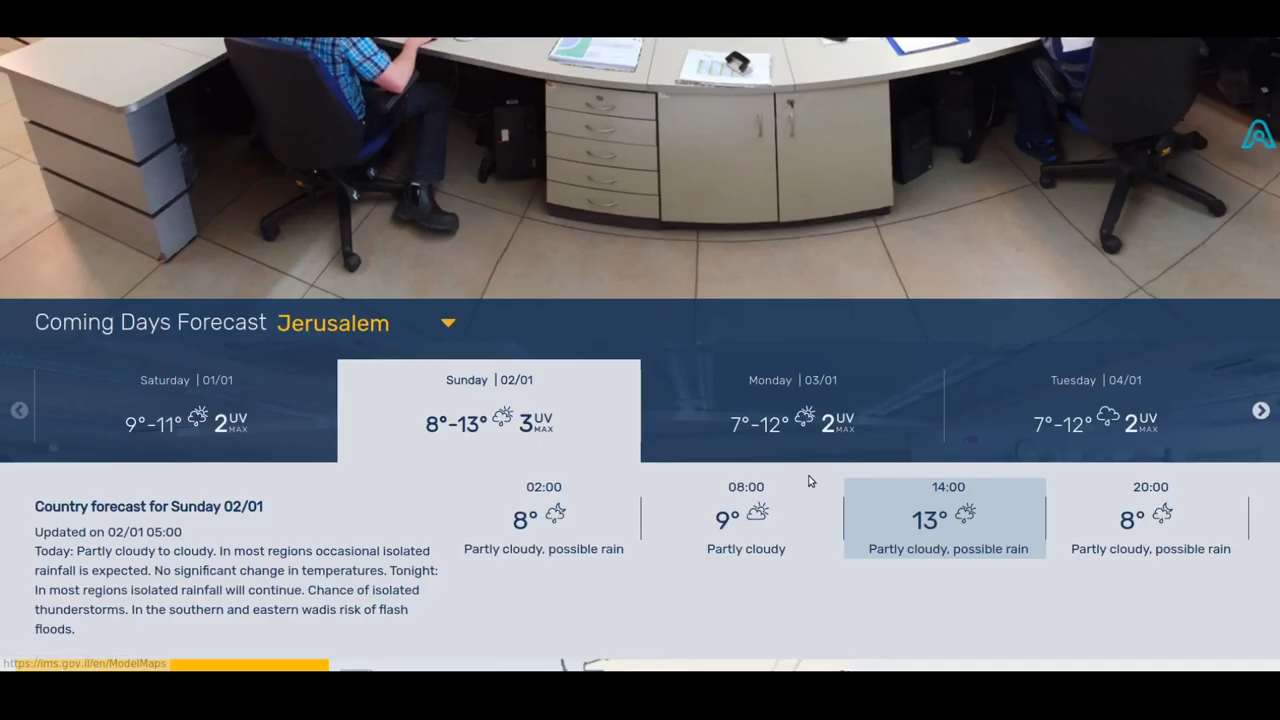 Coming Days Forecast Jerusalem
Saturday | 01/01
9°-11° 2 UV MAX
Sunday | 02/01
8°-13° 3 UV MAX
Monday | 03/01
7°-12° 2 UV MAX
Tuesday | 04/01
7°-12° 2 UV MAX
Country forecast for Sunday 02/01
Updated on 02/01 05:00
Today: Partly cloudy to cloudy. In most regions occasional isolated
rainfall is expected. No significant change in temperatures. Tonight:
In most regions isolated rainfall will continue. Chance of isolated
thunderstorms. In the southern and eastern wadis risk of flash
floods.
02:00
8°
Partly cloudy, possible rain
08:00
9°
Partly cloudy
14:00
13°
Partly cloudy, possible rain
20:00
8°
Partly cloudy, possible rain
https://ims.gov.il/en/ModelMaps